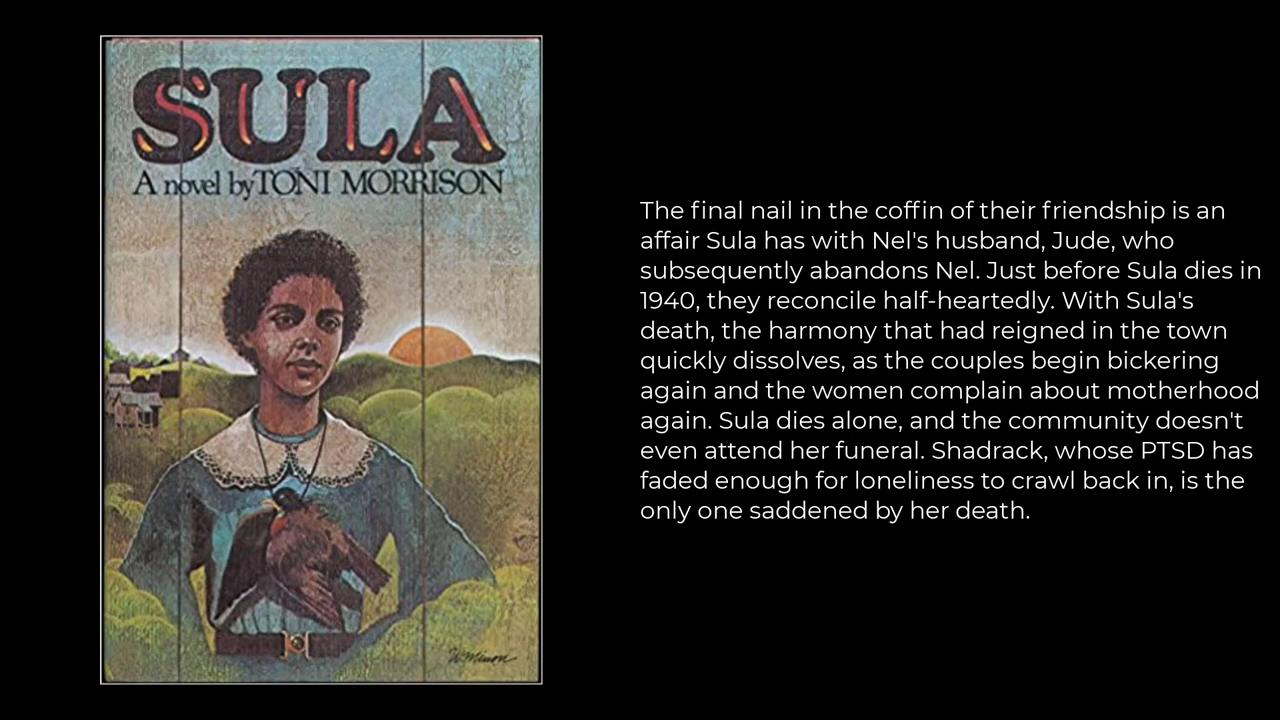 SULA
A novel by TONI MORRISON
The final nail in the coffin of their friendship is an
affair Sula has with Nel's husband, Jude, who
subsequently abandons Nel. Just before Sula dies in
1940, they reconcile half-heartedly. With Sula's
death, the harmony that had reigned in the town
quickly dissolves, as the couples begin bickering
again and the women complain about motherhood
again. Sula dies alone, and the community doesn't
even attend her funeral. Shadrack, whose PTSD has
faded enough for loneliness to crawl back in, is the
only one saddened by her death.